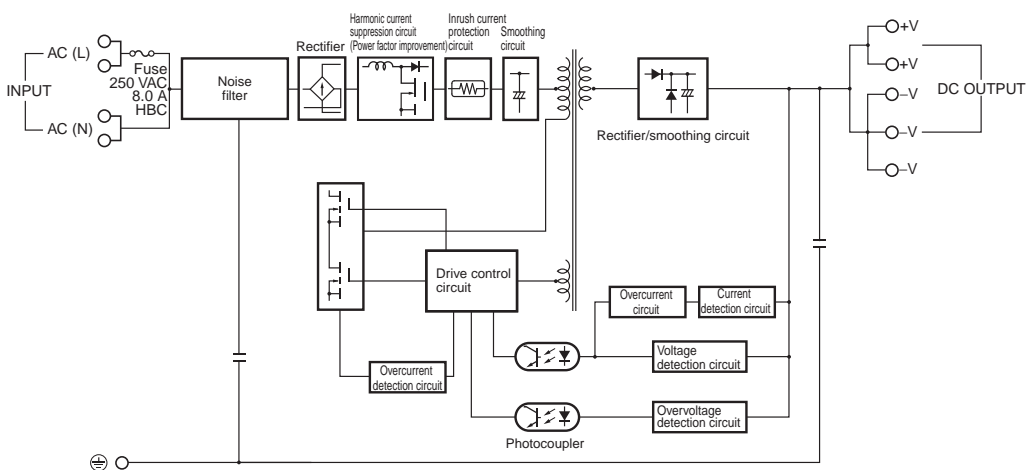 INPUT
AC (L)
AC (N)
Fuse
250 VAC
8.0 A
HBC
Noise
filter
Rectifier
Harmonic current
suppression circuit
(Power factor improvement)
Inrush current
protection
circuit
Smoothing
circuit
Rectifier/smoothing circuit
+V
+V
–V
–V
–V
DC OUTPUT
Drive control
circuit
Overcurrent
detection circuit
Overcurrent
circuit
Current
detection circuit
Voltage
detection circuit
Overvoltage
detection circuit
Photocoupler